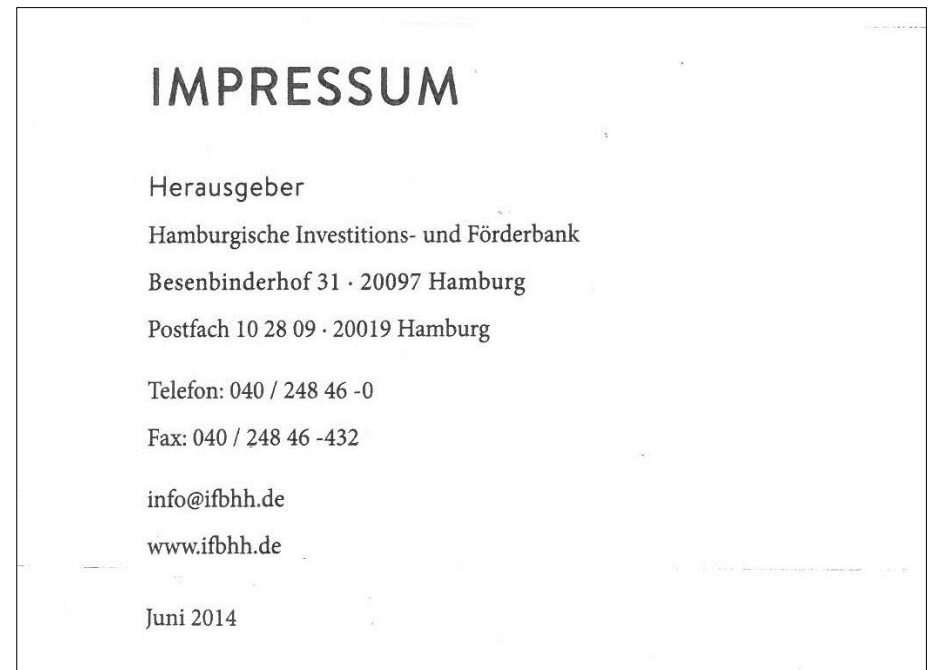 IMPRESSUM
Herausgeber
Hamburgische Investitions- und Förderbank
Besenbinderhof 31 · 20097 Hamburg
Postfach 10 28 09 · 20019 Hamburg
Telefon: 040 / 248 46 -0
Fax: 040 / 248 46 -432
info@ifbhh.de
www.ifbhh.de
Juni 2014